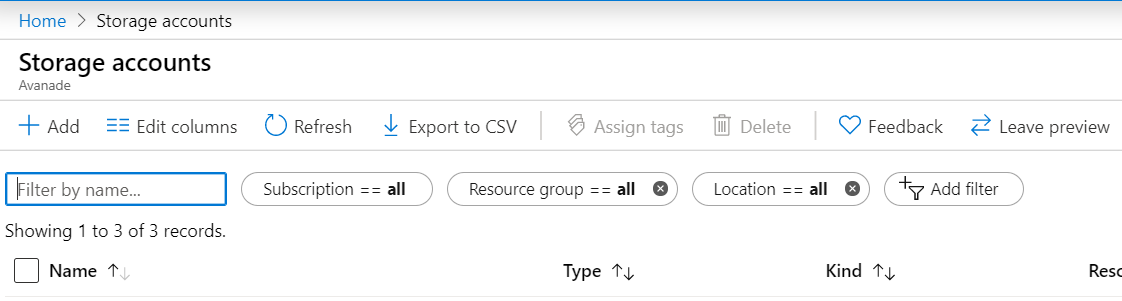 Home > Storage accounts
Storage accounts
Avanade
Add Edit columns Refresh Export to CSV Assign tags Delete Feedback Leave preview
Filter by name... Subscription == all Resource group == all Location == all Add filter
Showing 1 to 3 of 3 records.
Name ↑↓ Type ↑↓ Kind ↑↓ Reso